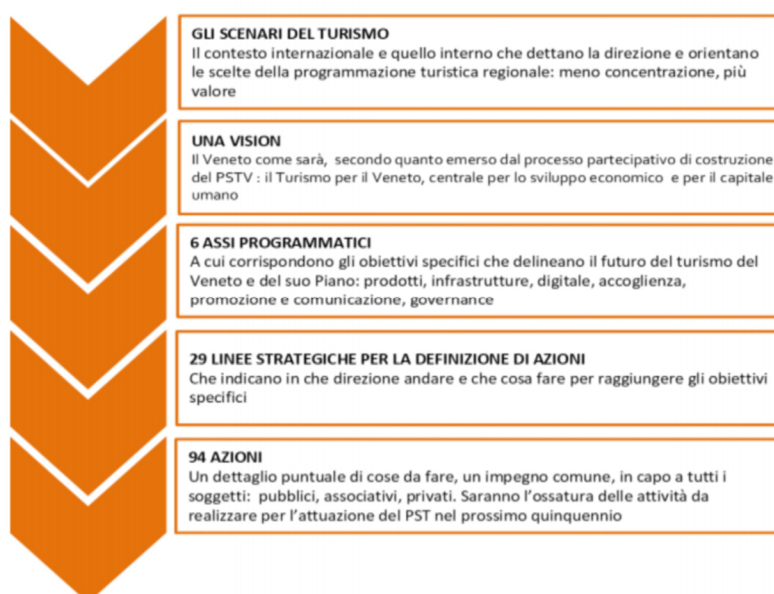 GLI SCENARI DEL TURISMO
Il contesto internazionale e quello interno che dettano la direzione e orientano
le scelte della programmazione turistica regionale: meno concentrazione, più
valore
UNA VISION
Il Veneto come sarà, secondo quanto emerso dal processo partecipativo di costruzione
del PSTV : il Turismo per il Veneto, centrale per lo sviluppo economico e per il capitale
umano
6 ASSI PROGRAMMATICI
A cui corrispondono gli obiettivi specifici che delineano il futuro del turismo del
Veneto e del suo Piano: prodotti, infrastrutture, digitale, accoglienza,
promozione e comunicazione, governance
29 LINEE STRATEGICHE PER LA DEFINIZIONE DI AZIONI
Che indicano in che direzione andare e che cosa fare per raggiungere gli obiettivi
specifici
94 AZIONI
Un dettaglio puntuale di cose da fare, un impegno comune, in capo a tutti i
soggetti: pubblici, associativi, privati. Saranno l'ossatura delle attività da
realizzare per l'attuazione del PST nel prossimo quinquennio